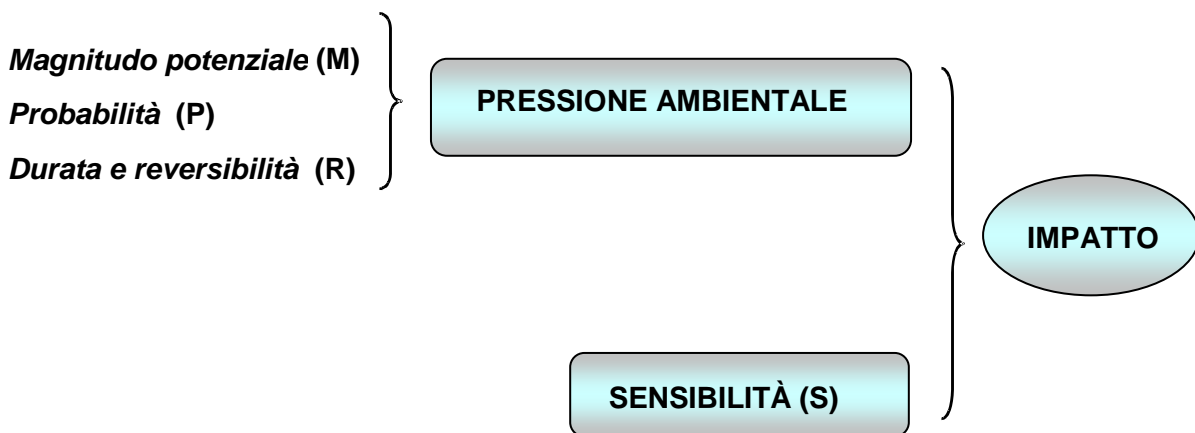 Magnitudo potenziale (M)
Probabilità (P)
Durata e reversibilità (R)
PRESSIONE AMBIENTALE
IMPATTO
SENSIBILITÀ (S)